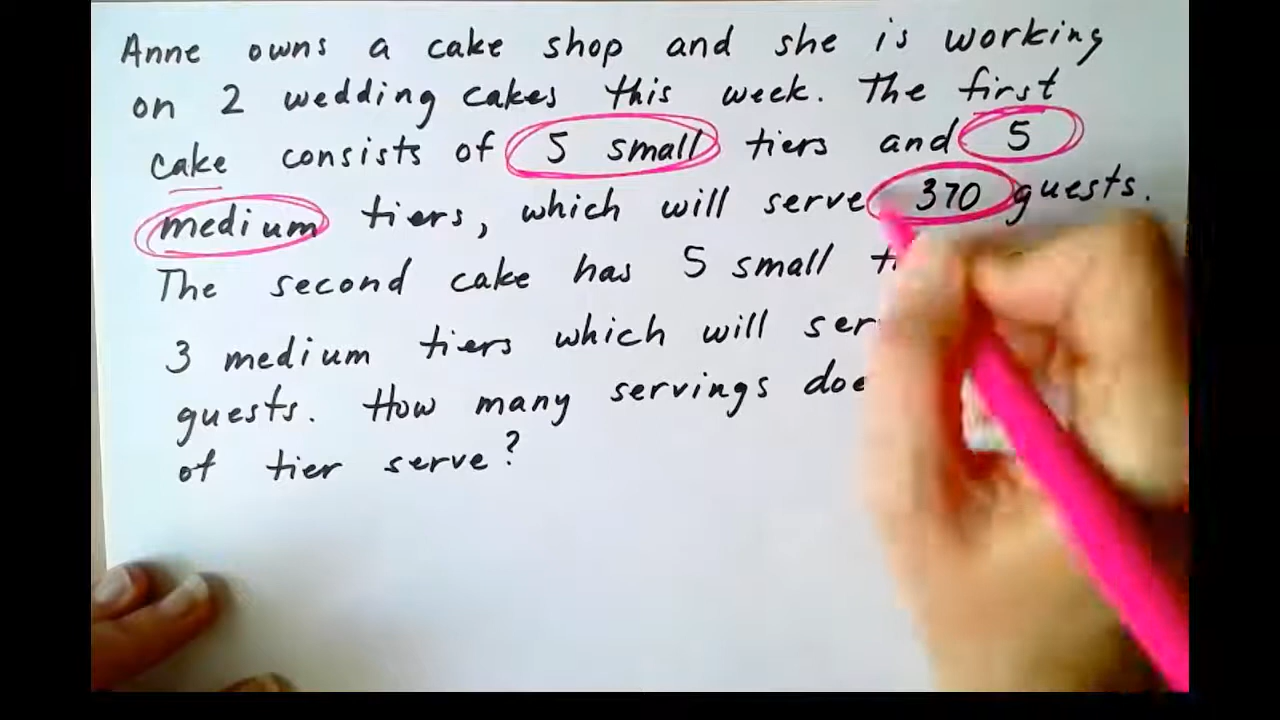 Anne owns a cake shop and she is working
on 2 wedding cakes this week. The first
cake consists of 5 small tiers and 5
medium tiers, which will serve 370 guests.
The second cake has 5 small
3 medium tiers which will
guests. How many servings
of tier serve?